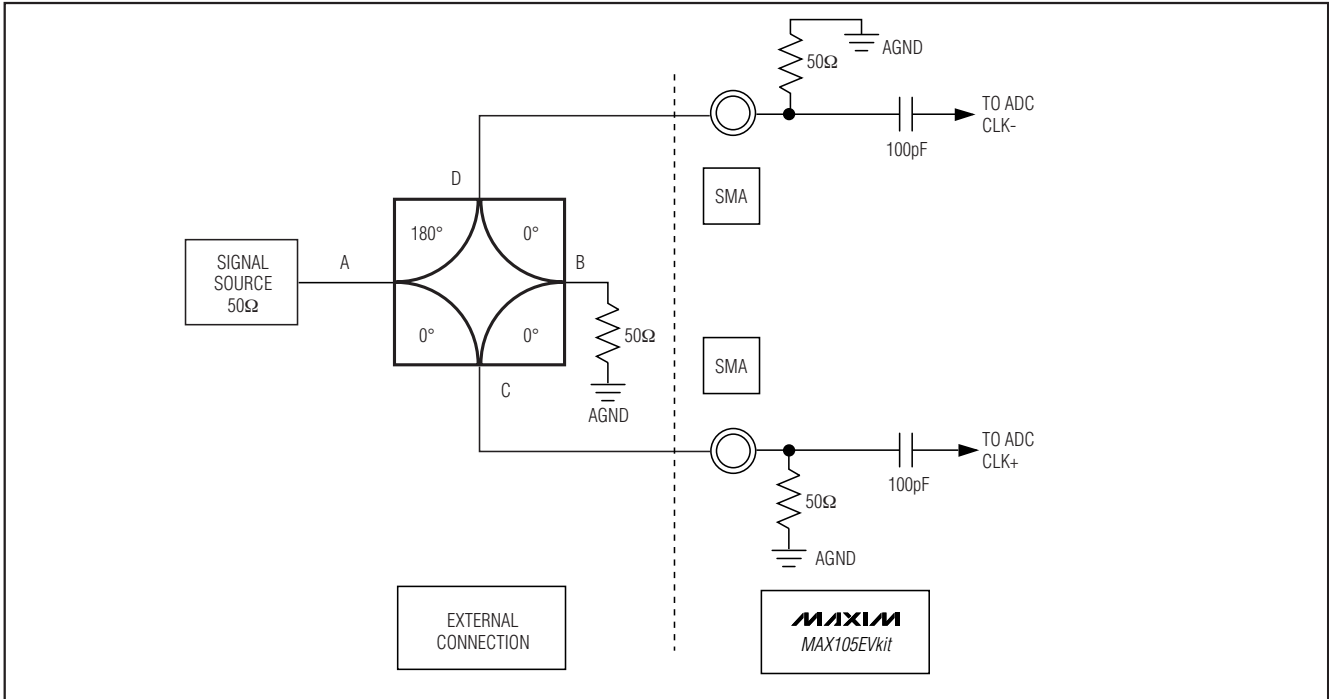 AGND
50Ω
TO ADC
CLK-
100pF
D
SMA
180°
0°
SIGNAL
SOURCE
50Ω
A
B
0°
0°
50Ω
SMA
C
AGND
TO ADC
CLK+
100pF
50Ω
AGND
EXTERNAL
CONNECTION
MAXIM
MAX105EVkit